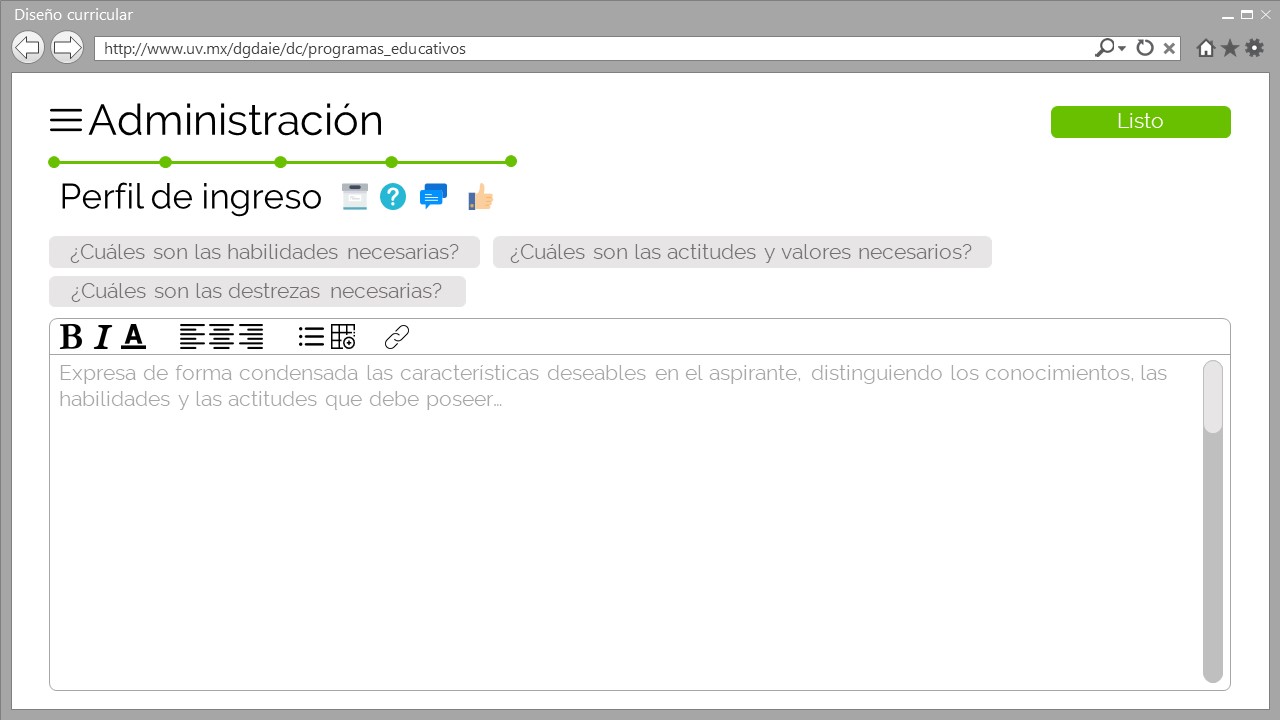 Diseño curricular
http://www.uv.mx/dgdaie/dc/programas_educativos
Administración
Listo
Perfil de ingreso
¿Cuáles son las habilidades necesarias?
¿Cuáles son las actitudes y valores necesarios?
¿Cuáles son las destrezas necesarias?
B I A
Expresa de forma condensada las características deseables en el aspirante, distinguiendo los conocimientos, las
habilidades y las actitudes que debe poseer…